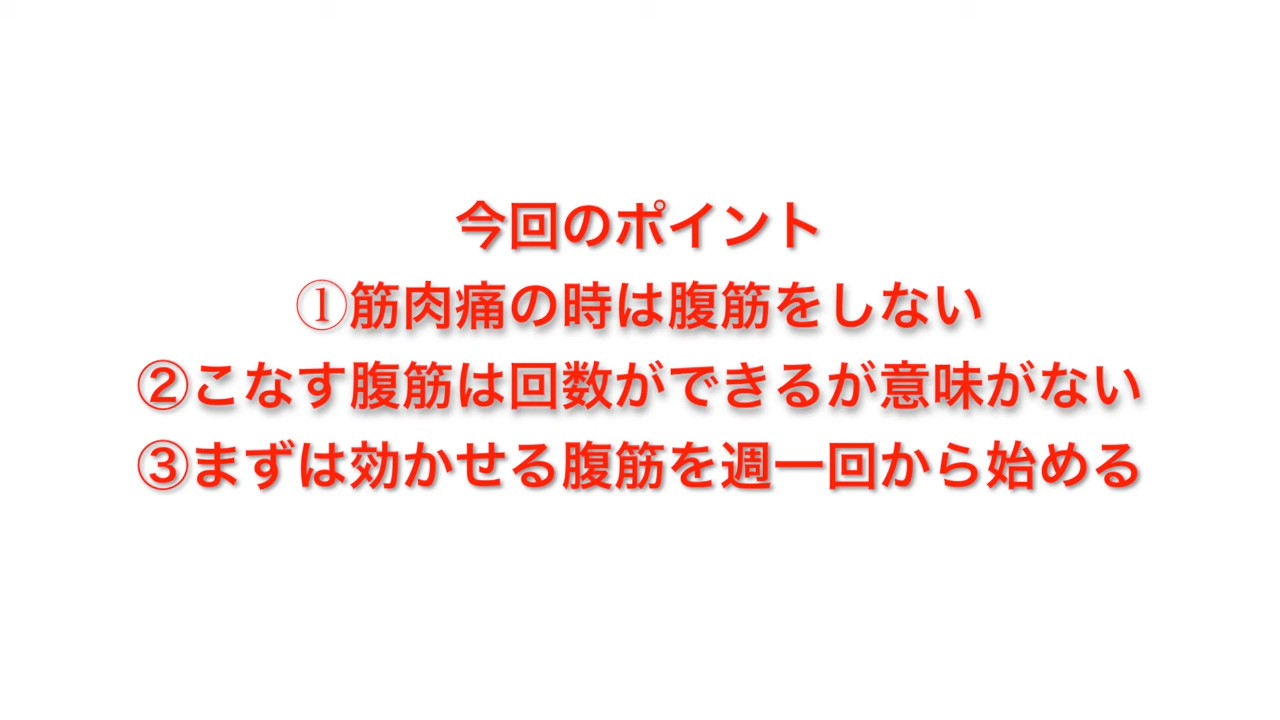 今回のポイント
①筋肉痛の時は腹筋をしない
②こなす腹筋は回数ができるが意味がない
③まずは効かせる腹筋を週一回から始める